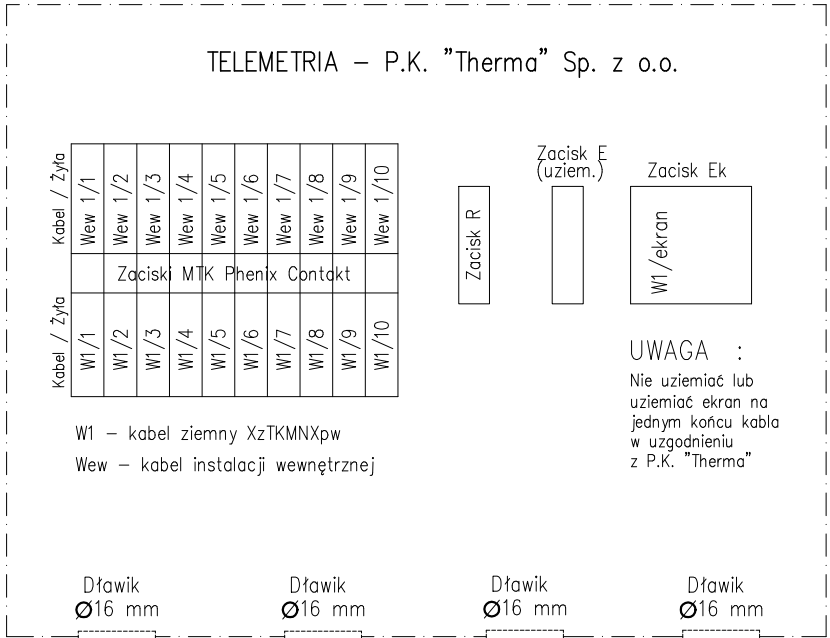 TELEMETRIA – P.K. "Therma" Sp. z o.o.
Kabel / Żyła
Wew 1/1
Wew 1/2
Wew 1/3
Wew 1/4
Wew 1/5
Wew 1/6
Wew 1/7
Wew 1/8
Wew 1/9
Wew 1/10
Zaciski MTK Phenix Contakt
Kabel / Żyła
W1/1
W1/2
W1/3
W1/4
W1/5
W1/6
W1/7
W1/8
W1/9
W1/10
Zacisk R
Zacisk E
(uziem.)
Zacisk Ek
W1/ekran
W1 – kabel ziemny XzTKMNXpw
Wew – kabel instalacji wewnętrznej
UWAGA :
Nie uziemiać lub
uziemiać ekran na
jednym końcu kabla
w uzgodnieniu
z P.K. "Therma"
Dławik
Ø16 mm
Dławik
Ø16 mm
Dławik
Ø16 mm
Dławik
Ø16 mm